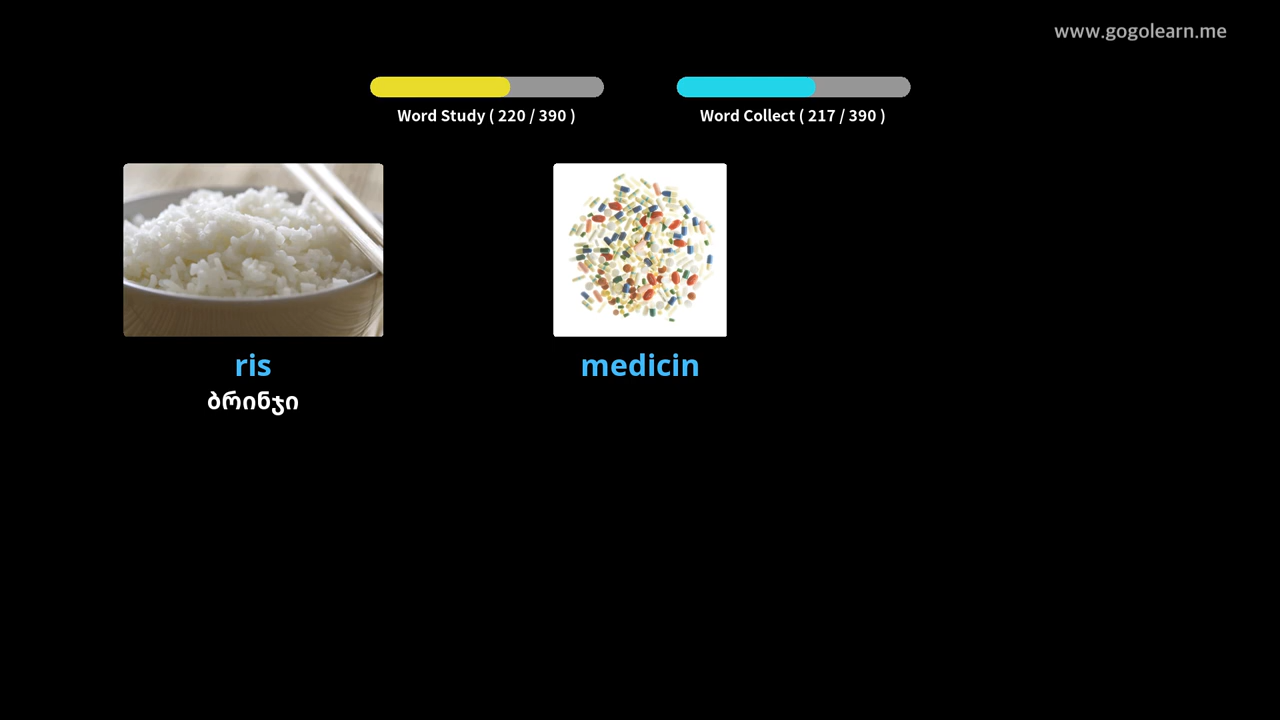 www.gogolearn.me
Word Study ( 220 / 390 )
Word Collect ( 217 / 390 )
ris
ბრინჯი
medicin